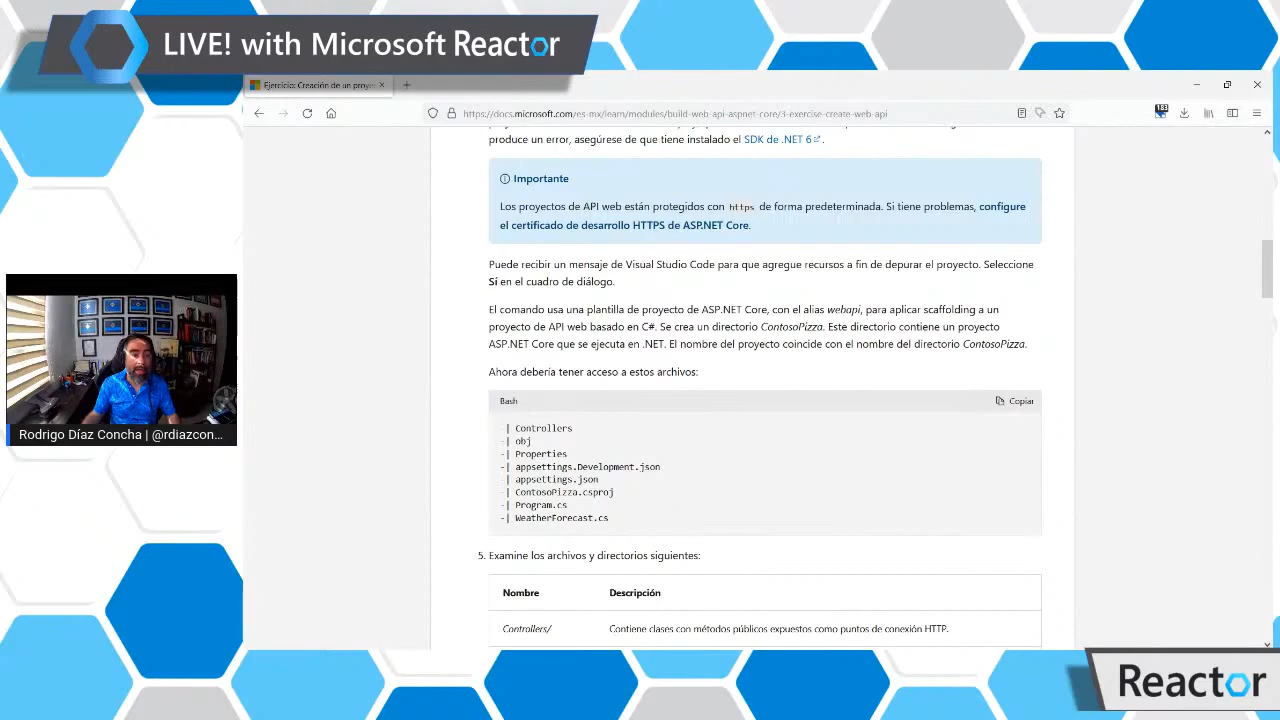 LIVE! with Microsoft Reactor
Ejercicio: Creación de un proye
https://docs.microsoft.com/es-mx/learn/modules/build-web-api-aspnet-core/3-exercise-create-web-api
183
produce un error, asegúrese de que tiene instalado el SDK de .NET 6.
Importante
Los proyectos de API web están protegidos con https de forma predeterminada. Si tiene problemas, configure
el certificado de desarrollo HTTPS de ASP.NET Core.
Puede recibir un mensaje de Visual Studio Code para que agregue recursos a fin de depurar el proyecto. Seleccione
Sí en el cuadro de diálogo.
El comando usa una plantilla de proyecto de ASP.NET Core, con el alias webapi, para aplicar scaffolding a un
proyecto de API web basado en C#. Se crea un directorio ContosoPizza. Este directorio contiene un proyecto
ASP.NET Core que se ejecuta en .NET. El nombre del proyecto coincide con el nombre del directorio ContosoPizza.
Ahora debería tener acceso a estos archivos:
Bash
Copiar
-| Controllers
-| obj
-| Properties
-| appsettings.Development.json
-| appsettings.json
-| ContosoPizza.csproj
-| Program.cs
-| WeatherForecast.cs
5. Examine los archivos y directorios siguientes:
Nombre Descripción
Controllers/ Contiene clases con métodos públicos expuestos como puntos de conexión HTTP.
Rodrigo Díaz Concha | @rdiazcon...
Reactor